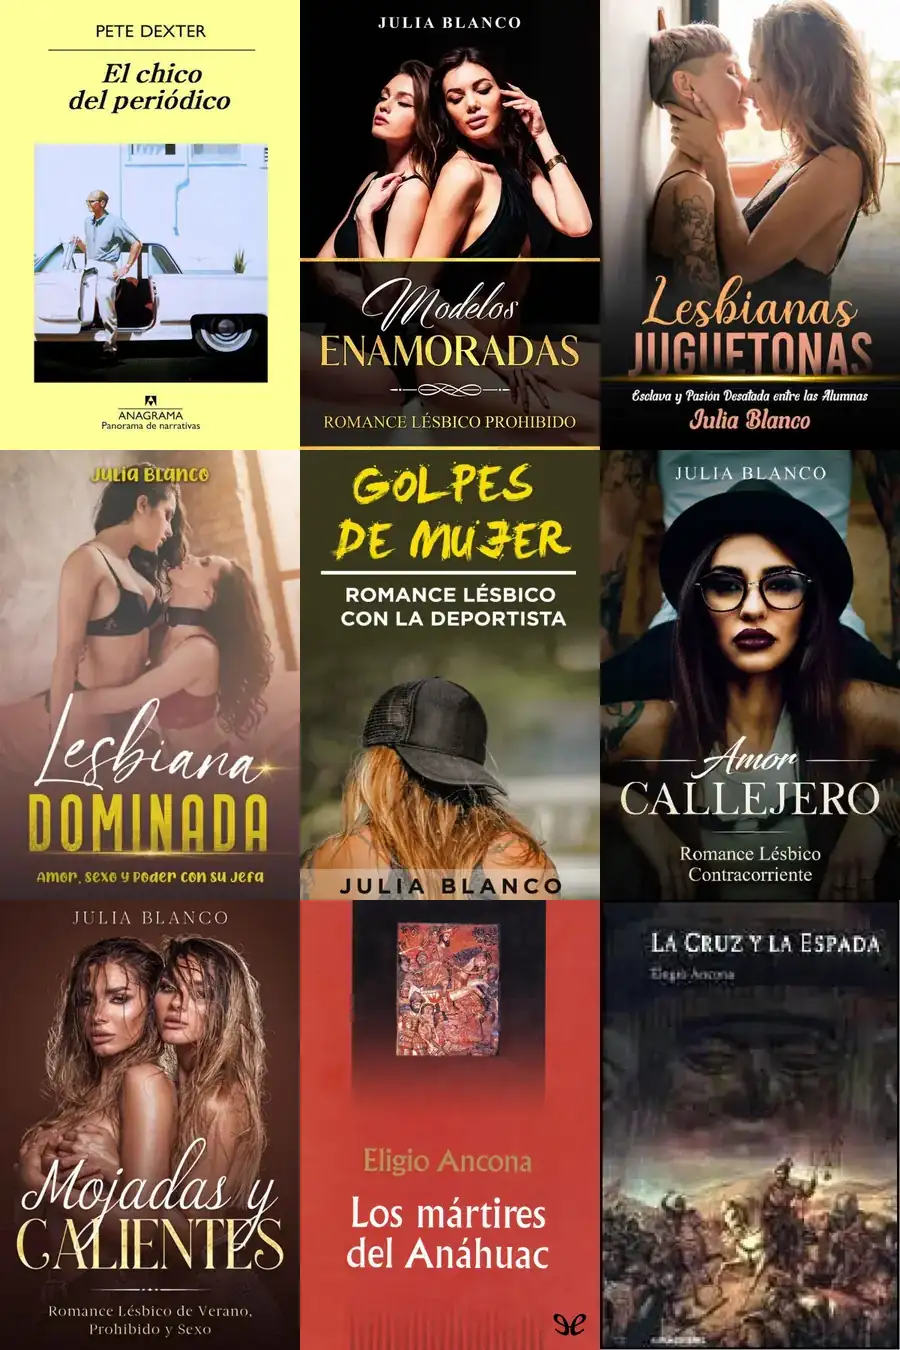 PETE DEXTER
El chico
del periódico
ANAGRAMA
Panorama de narrativas
JULIA BLANCO
Modelos
ENAMORADAS
ROMANCE LÉSBICO PROHIBIDO
Lesbianas
JUGUETONAS
Esclava y Pasión Desatada entre las Alumnas
Julia Blanco
JULIA BLANCO
Lesbiana
DOMINADA
Amor, sexo y poder con su jefa
GOLPES
DE MUJER
ROMANCE LÉSBICO
CON LA DEPORTISTA
JULIA BLANCO
JULIA BLANCO
Amor
CALLEJERO
Romance Lésbico
Contracorriente
JULIA BLANCO
Mojadas y
CALIENTES
Romance Lésbico de Verano,
Prohibido y Sexo
Eligio Ancona
Los mártires
del Anáhuac
LA CRUZ Y LA ESPADA
Eligio Ancona